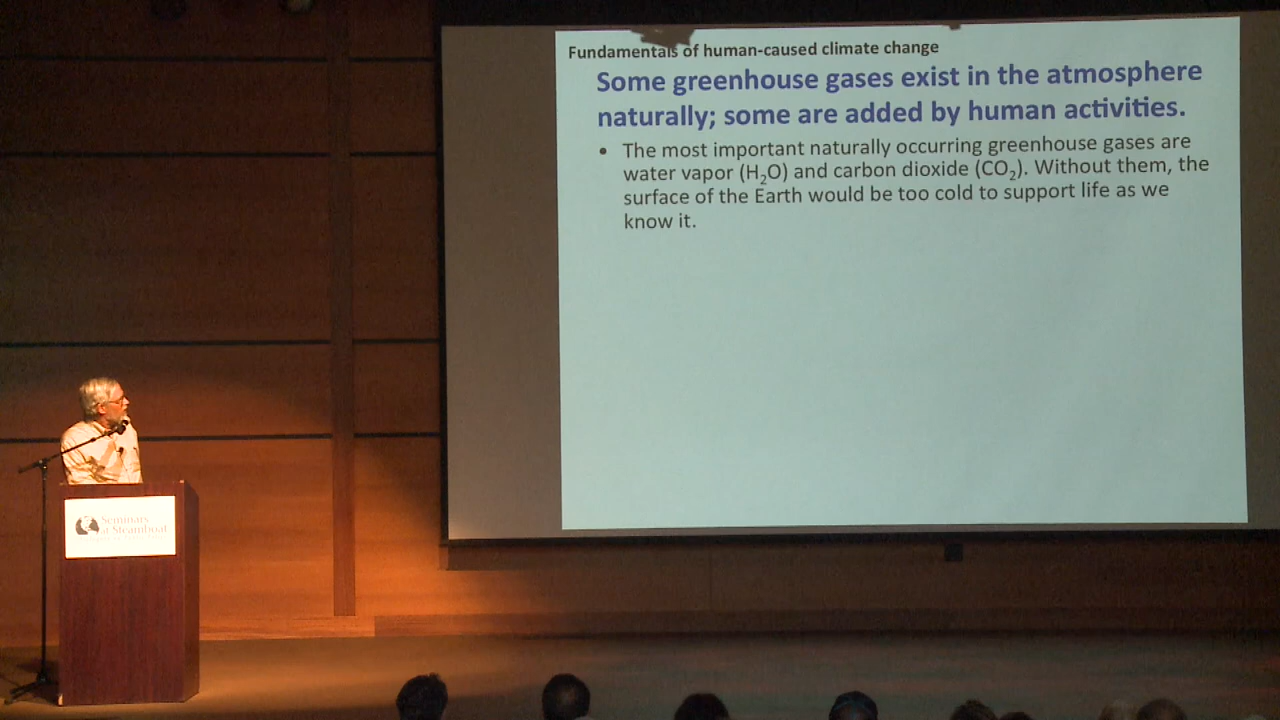 Fundamentals of human-caused climate change
Some greenhouse gases exist in the atmosphere
naturally; some are added by human activities.
• The most important naturally occurring greenhouse gases are
water vapor (H₂O) and carbon dioxide (CO₂). Without them, the
surface of the Earth would be too cold to support life as we
know it.
Seminars
at Steamboat